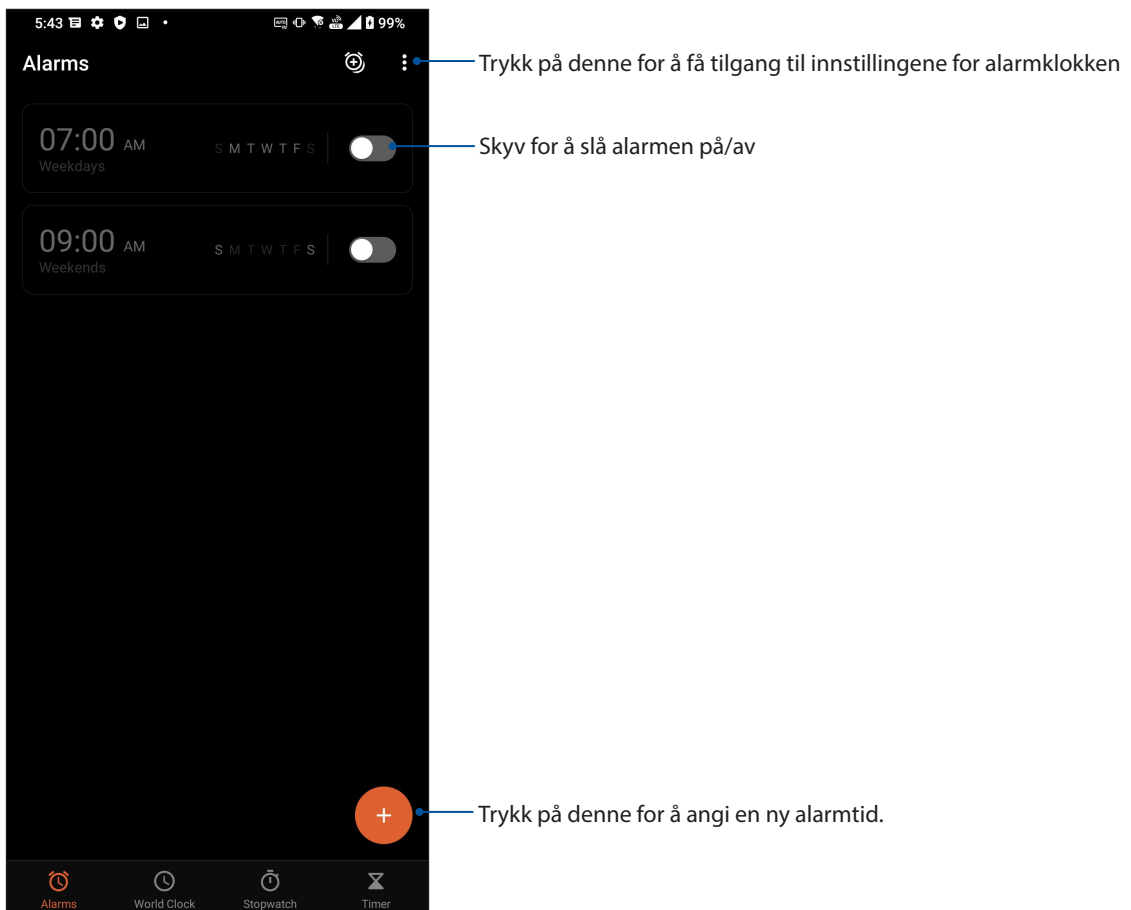 5:43 99%
Alarms
Trykk på denne for å få tilgang til innstillingene for alarmklokken
07:00 AM S M T W T F S
Weekdays
Skyv for å slå alarmen på/av
09:00 AM S M T W T F S
Weekends
+
Trykk på denne for å angi en ny alarmtid.
Alarms World Clock Stopwatch Timer